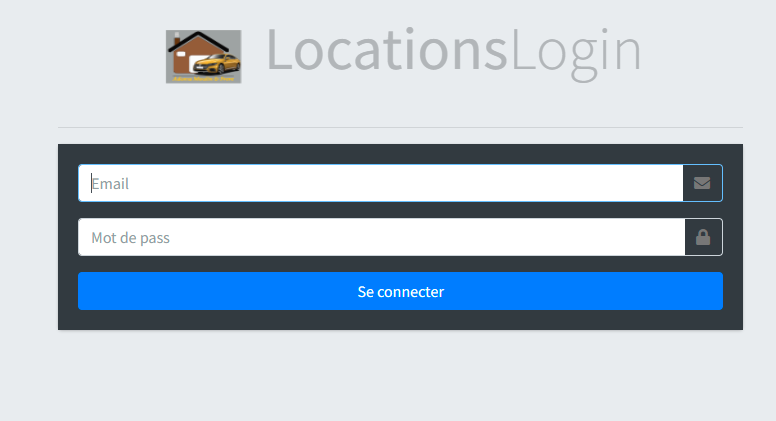 LocationsLogin
Email
Mot de pass
Se connecter